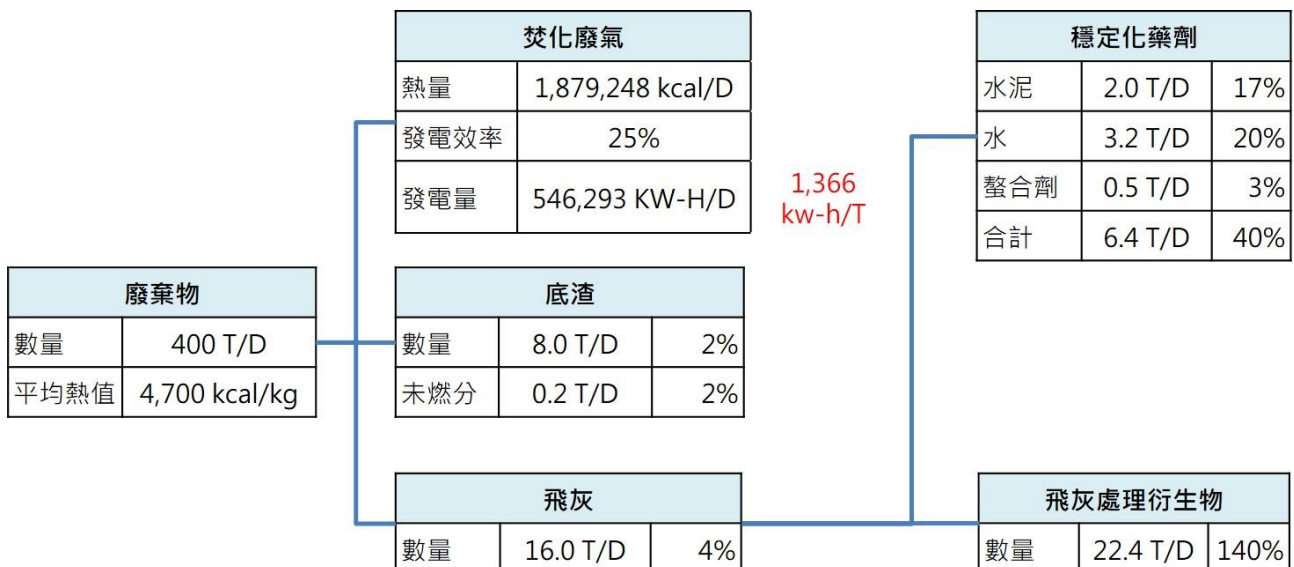 焚化廢氣
熱量 1,879,248 kcal/D
發電效率 25%
發電量 546,293 KW-H/D
1,366
kw-h/T
穩定化藥劑
水泥 2.0 T/D 17%
水 3.2 T/D 20%
螯合劑 0.5 T/D 3%
合計 6.4 T/D 40%
廢棄物
數量 400 T/D
平均熱值 4,700 kcal/kg
底渣
數量 8.0 T/D 2%
未燃分 0.2 T/D 2%
飛灰
數量 16.0 T/D 4%
飛灰處理衍生物
數量 22.4 T/D 140%